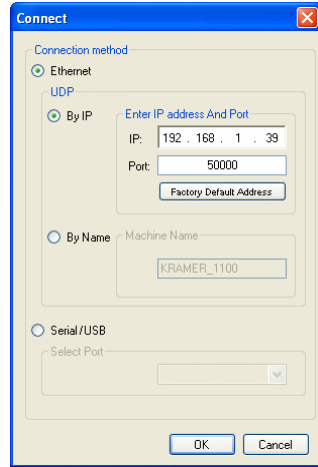 Connect
Connection method
Ethernet
UDP
By IP
Enter IP address And Port
IP: 192 . 168 . 1 . 39
Port: 50000
Factory Default Address
By Name
Machine Name
KRAMER_1100
Serial/USB
Select Port
OK Cancel